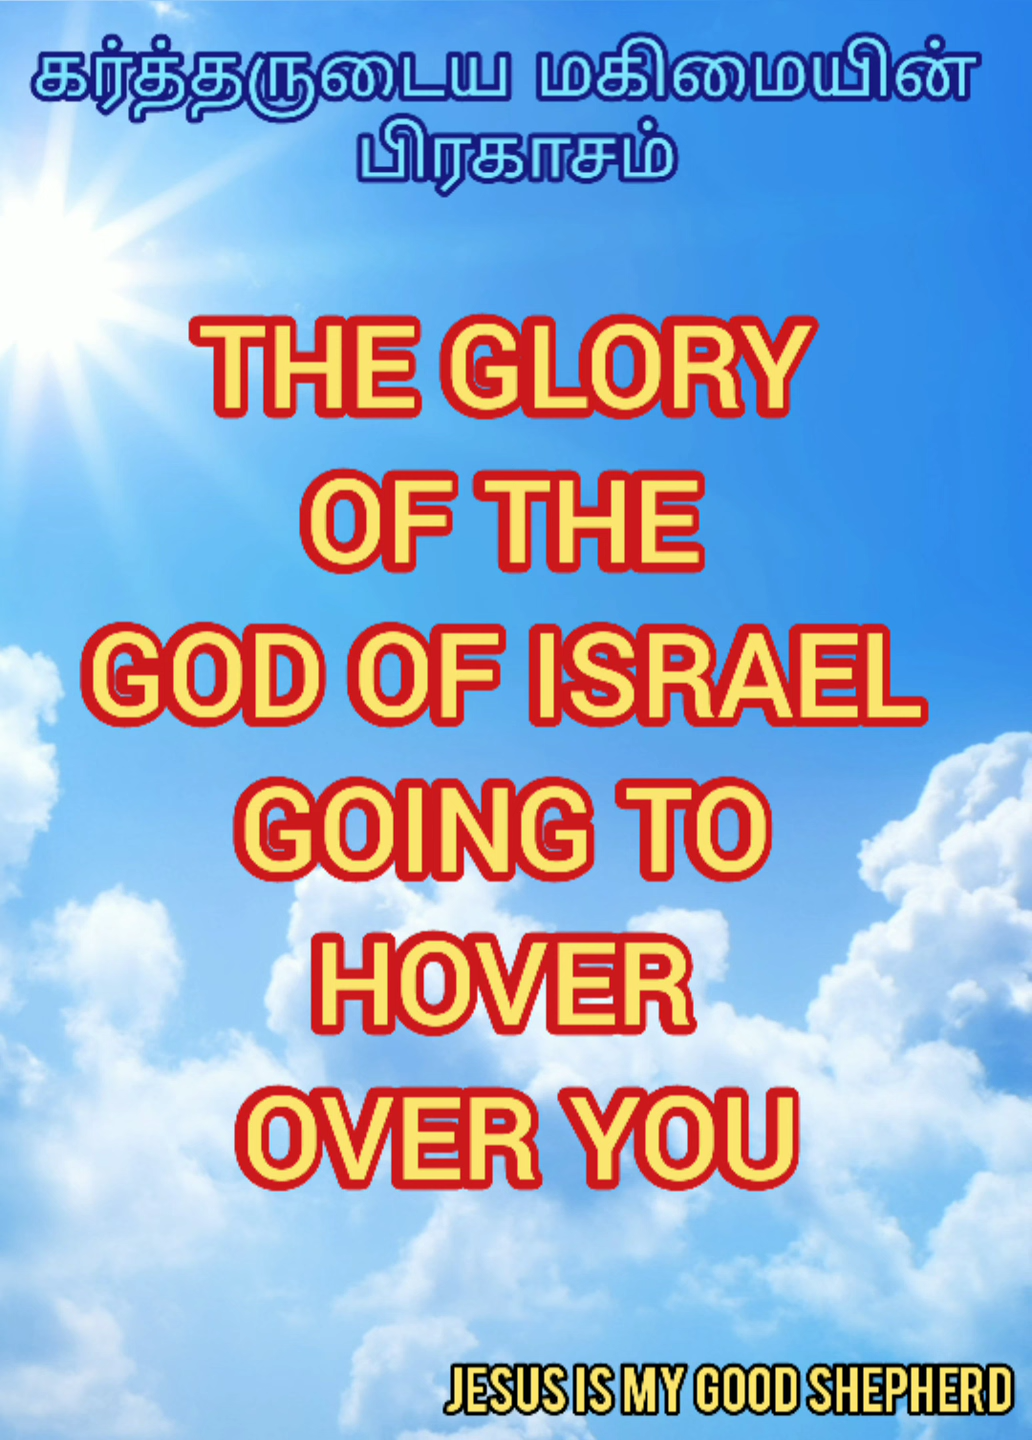 கர்த்தருடைய மகிமையின்
பிரகாசம்
THE GLORY
OF THE
GOD OF ISRAEL
GOING TO
HOVER
OVER YOU
JESUS IS MY GOOD SHEPHERD